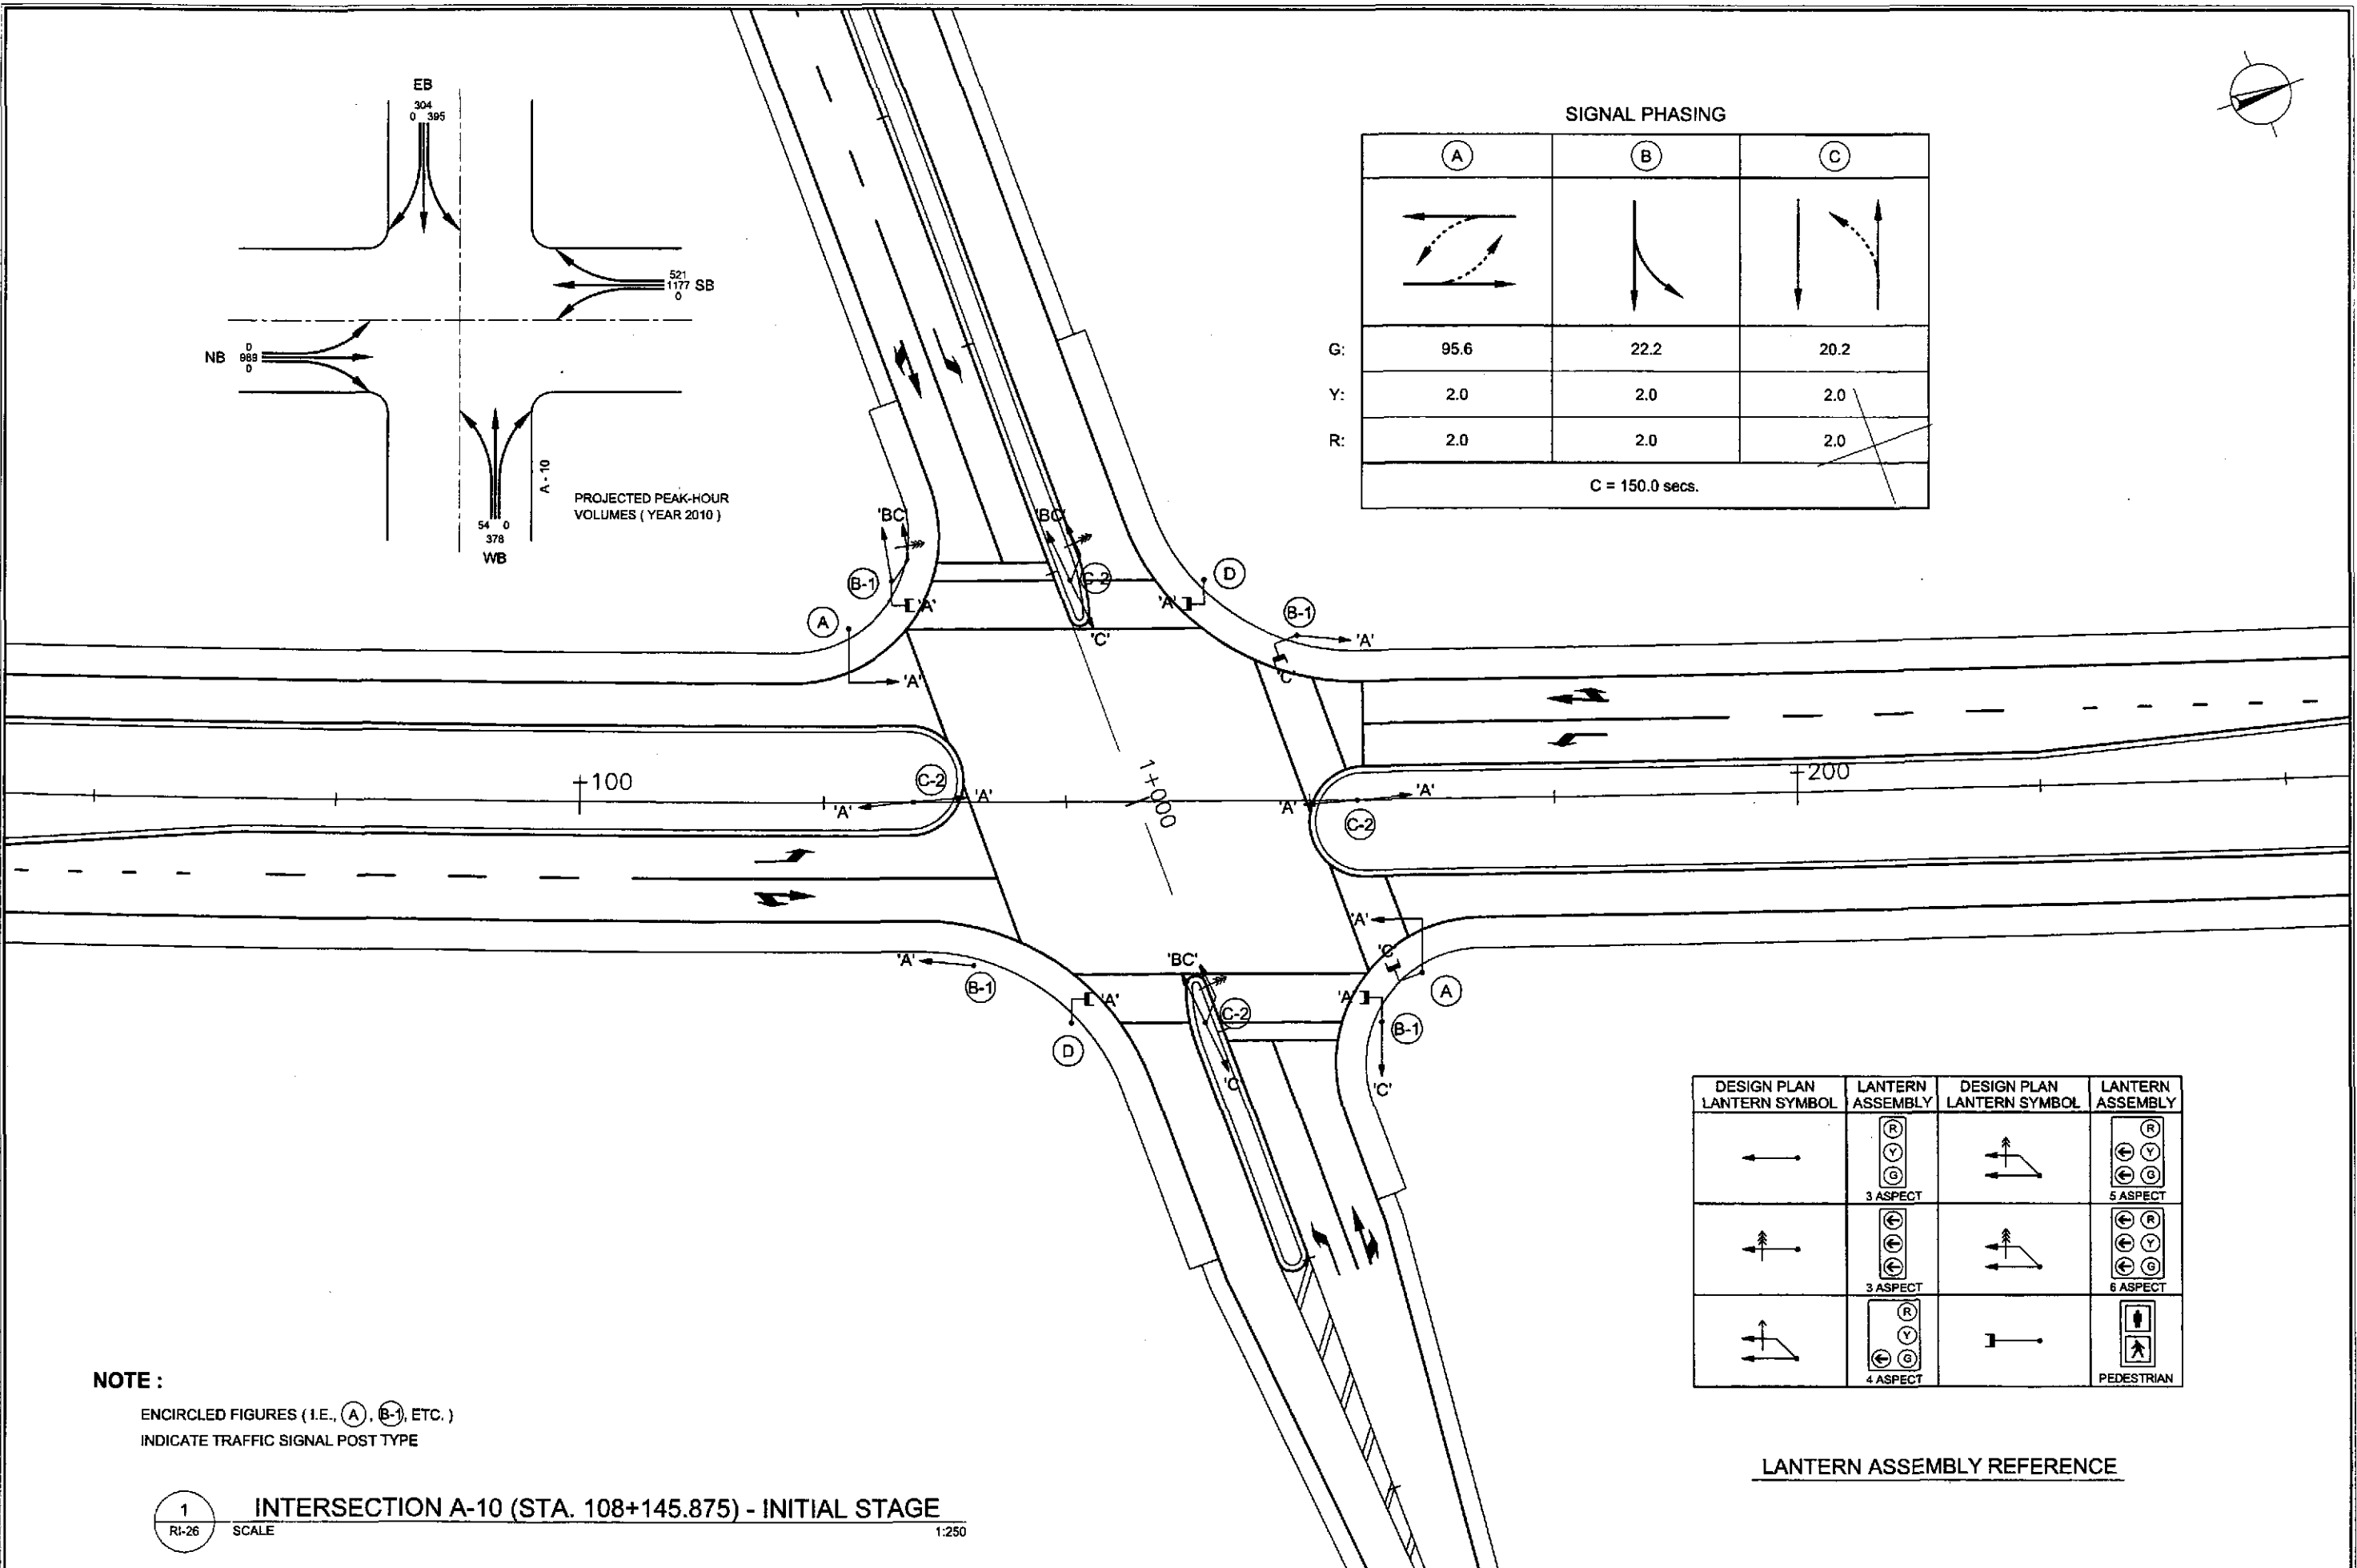 EB
304
0 395
521
1177 SB
0
D
NB 989
D
A-10
54 0
378
WB
PROJECTED PEAK-HOUR
VOLUMES ( YEAR 2010 )
SIGNAL PHASING
A B C
G: 95.6 22.2 20.2
Y: 2.0 2.0 2.0
R: 2.0 2.0 2.0
C = 150.0 secs.
'BC' 'BC'
B-1 C-2 D
'A' 'A' B-1
A 'C' 'A'
'A' 'C'
+100 C-2 1+000 +200
'A' 'A' 'A' 'A'
C-2
'A'
'A' 'BC' 'C'
B-1 'A' 'A' A
C-2 B-1
D 'C' 'C'
DESIGN PLAN LANTERN SYMBOL
LANTERN ASSEMBLY
DESIGN PLAN LANTERN SYMBOL
LANTERN ASSEMBLY
R R
Y Y
G G
3 ASPECT 5 ASPECT
R
Y
G
3 ASPECT 6 ASPECT
R
Y
G
4 ASPECT PEDESTRIAN
LANTERN ASSEMBLY REFERENCE
NOTE :
ENCIRCLED FIGURES ( I.E., A , B-1, ETC. )
INDICATE TRAFFIC SIGNAL POST TYPE
1
RI-26
INTERSECTION A-10 (STA. 108+145.875) - INITIAL STAGE
SCALE 1:250